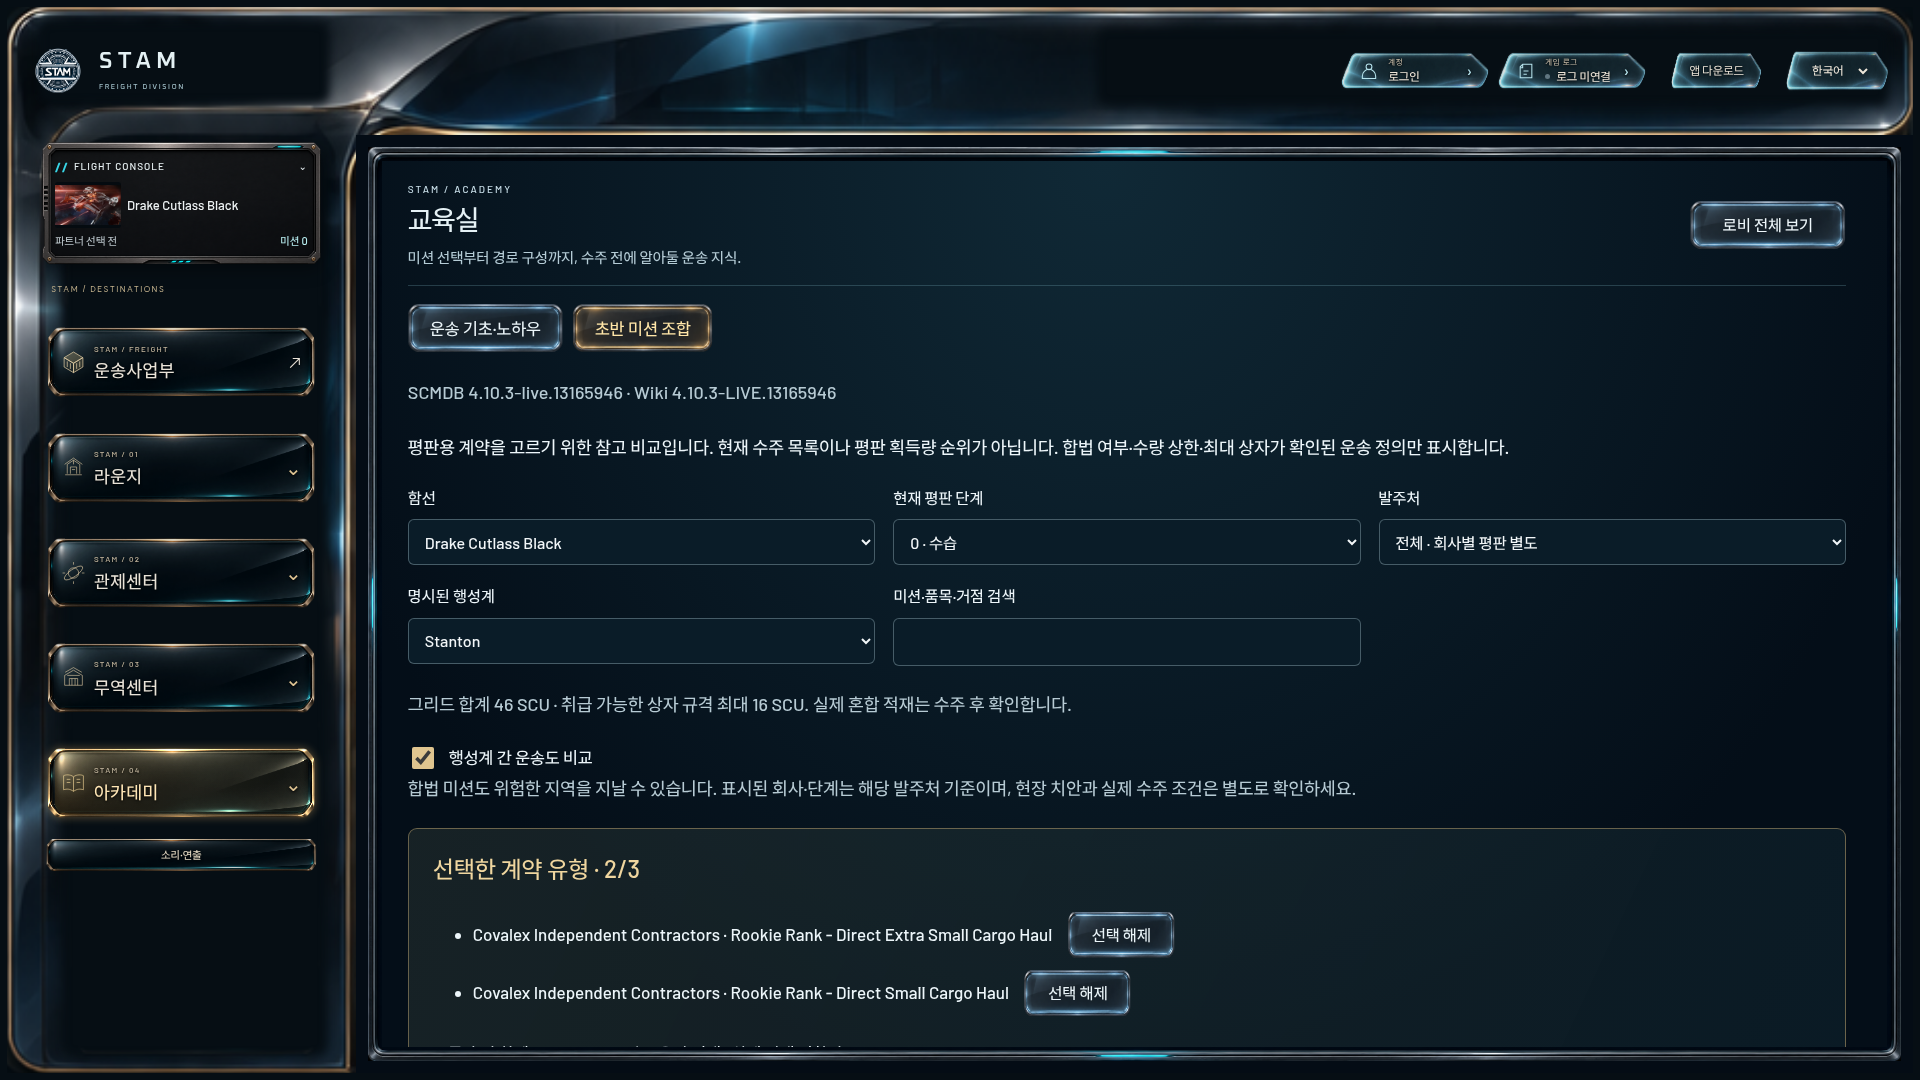 STAM
FREIGHT DIVISION
STAM
계정
로그인
게임 로그
로그 미연결
앱 다운로드
한국어
// FLIGHT CONSOLE
Drake Cutlass Black
파트너 선택 전
미션 0
STAM / DESTINATIONS
STAM / FREIGHT
운송사업부
STAM / 01
라운지
STAM / 02
관제센터
STAM / 03
무역센터
STAM / 04
아카데미
소리·연출
STAM / ACADEMY
교육실
미션 선택부터 경로 구성까지, 수주 전에 알아둘 운송 지식.
로비 전체 보기
운송 기초·노하우
초반 미션 조합
SCMDB 4.10.3-live.13165946 · Wiki 4.10.3-LIVE.13165946
평판용 계약을 고르기 위한 참고 비교입니다. 현재 수주 목록이나 평판 획득량 순위가 아닙니다. 합법 여부·수량 상한·최대 상자가 확인된 운송 정의만 표시합니다.
함선
현재 평판 단계
발주처
Drake Cutlass Black
0 · 수습
전체 · 회사별 평판 별도
명시된 행성계
미션·품목·거점 검색
Stanton
그리드 합계 46 SCU · 취급 가능한 상자 규격 최대 16 SCU. 실제 혼합 적재는 수주 후 확인합니다.
행성계 간 운송도 비교
합법 미션도 위험한 지역을 지날 수 있습니다. 표시된 회사·단계는 해당 발주처 기준이며, 현장 치안과 실제 수주 조건은 별도로 확인하세요.
선택한 계약 유형 · 2/3
Covalex Independent Contractors · Rookie Rank - Direct Extra Small Cargo Haul
선택 해제
Covalex Independent Contractors · Rookie Rank - Direct Small Cargo Haul
선택 해제